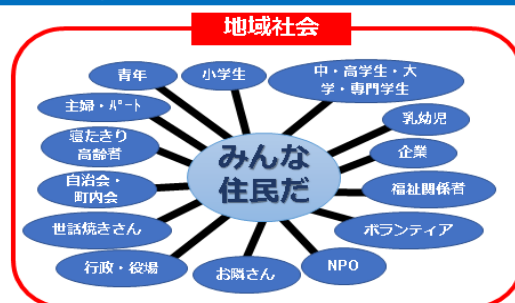 地域社会
青年
小学生
中・高学生・大
学・専門学生
主婦・ﾊﾟｰﾄ
乳幼児
寝たきり
高齢者
みんな
住民だ
企業
自治会・
町内会
福祉関係者
世話焼きさん
ボランティア
行政・役場
お隣さん
NPO